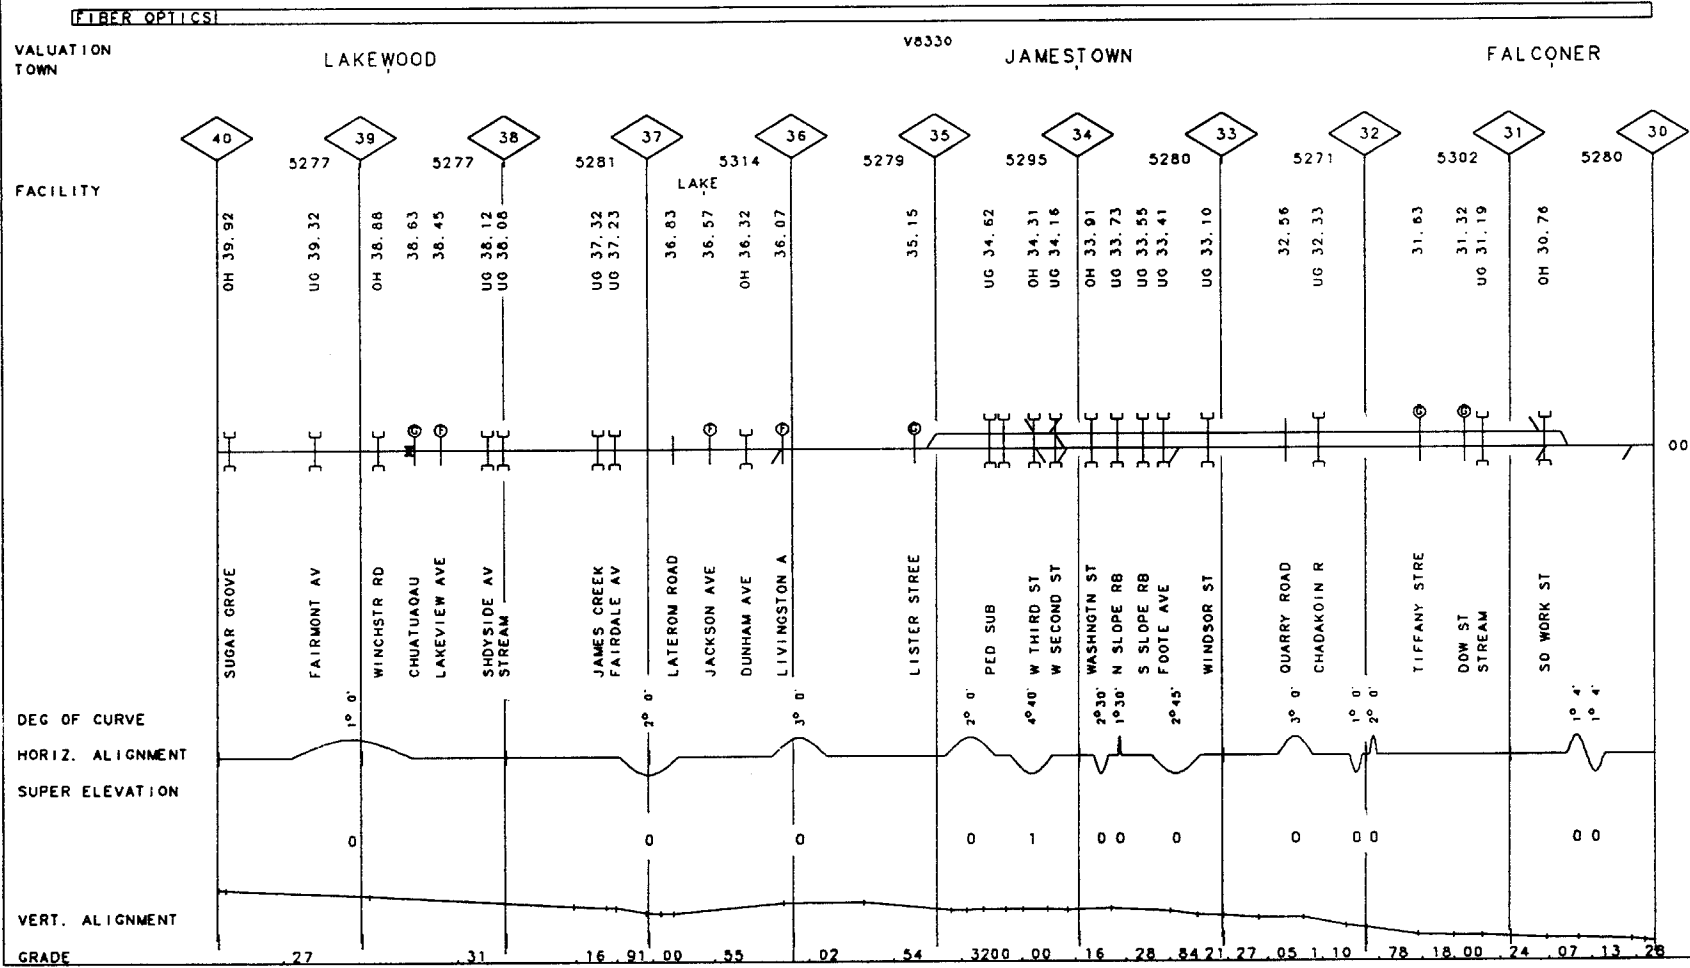 FIBER OPTICS
VALUATION V8330
TOWN LAKEWOOD JAMESTOWN FALCONER
40 39 38 37 36 35 34 33 32 31 30
5277 5277 5281 5314 5279 5295 5280 5271 5302 5280
FACILITY LAKE
OH 39.92
UG 39.32
OH 38.88
38.63
38.45
UG 38.12
UG 38.08
UG 37.32
UG 37.23
36.83
36.57
OH 36.32
36.07
35.15
UG 34.62
OH 34.31
UG 34.16
OH 33.91
UG 33.73
UG 33.55
UG 33.41
UG 33.10
32.56
UG 32.33
31.63
31.32
UG 31.19
OH 30.76
G F F F G G G
00
SUGAR GROVE
FAIRMONT AV
WINCHSTR RD
CHUATUAQAU
LAKEVIEW AVE
SHDYSIDE AV
STREAM
JAMES CREEK
FAIRDALE AV
LATEROM ROAD
JACKSON AVE
DUNHAM AVE
LIVINGSTON A
LISTER STREE
PED SUB
W THIRD ST
W SECOND ST
WASHNGTN ST
N SLOPE RB
S SLOPE RB
FOOTE AVE
WINDSOR ST
QUARRY ROAD
CHADAKOIN R
TIFFANY STRE
DOW ST
STREAM
SO WORK ST
DEG OF CURVE 1° 0' 2° 0' 3° 0' 2° 0' 4°40' 2°30' 1°30' 2°45' 3° 0' 1° 0' 2° 0' 1° 4' 1° 4'
HORIZ. ALIGNMENT
SUPER ELEVATION
0 0 0 0 1 0 0 0 0 0 0 0 0
VERT. ALIGNMENT
GRADE .27 .31 .16 .91 .00 .55 .02 .54 .3200 .00 .16 .28 .84 .21 .27 .05 1.10 .78 .18 .00 .24 .07 .13 .28